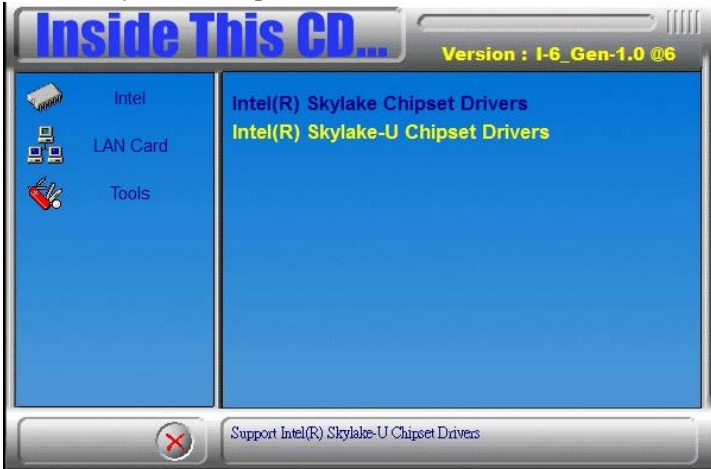 Inside This CD...
Version : I-6_Gen-1.0 @6
Intel
LAN Card
Tools
Intel(R) Skylake Chipset Drivers
Intel(R) Skylake-U Chipset Drivers
Support Intel(R) Skylake-U Chipset Drivers